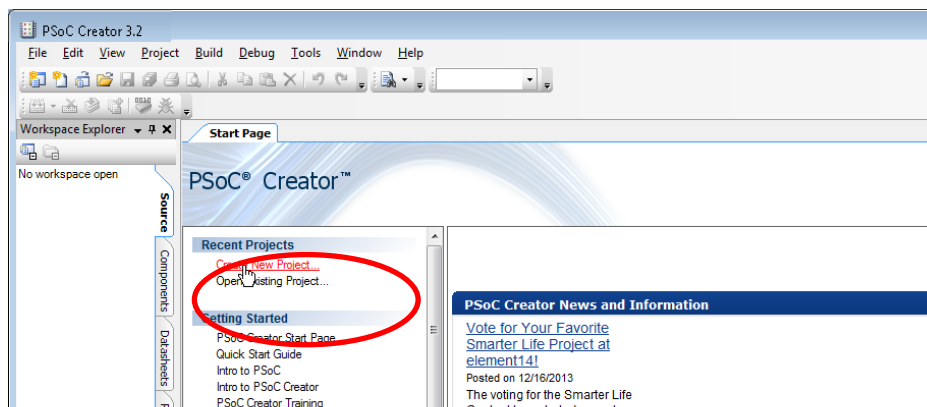 PSoC Creator 3.2
File Edit View Project Build Debug Tools Window Help
Workspace Explorer
Start Page
No workspace open
PSoC® Creator™
Source
Components
Datasheets
Recent Projects
Create New Project...
Open Existing Project...
Getting Started
PSoC Creator Start Page
Quick Start Guide
Intro to PSoC
Intro to PSoC Creator
PSoC Creator Training
PSoC Creator News and Information
Vote for Your Favorite
Smarter Life Project at
element14!
Posted on 12/16/2013
The voting for the Smarter Life